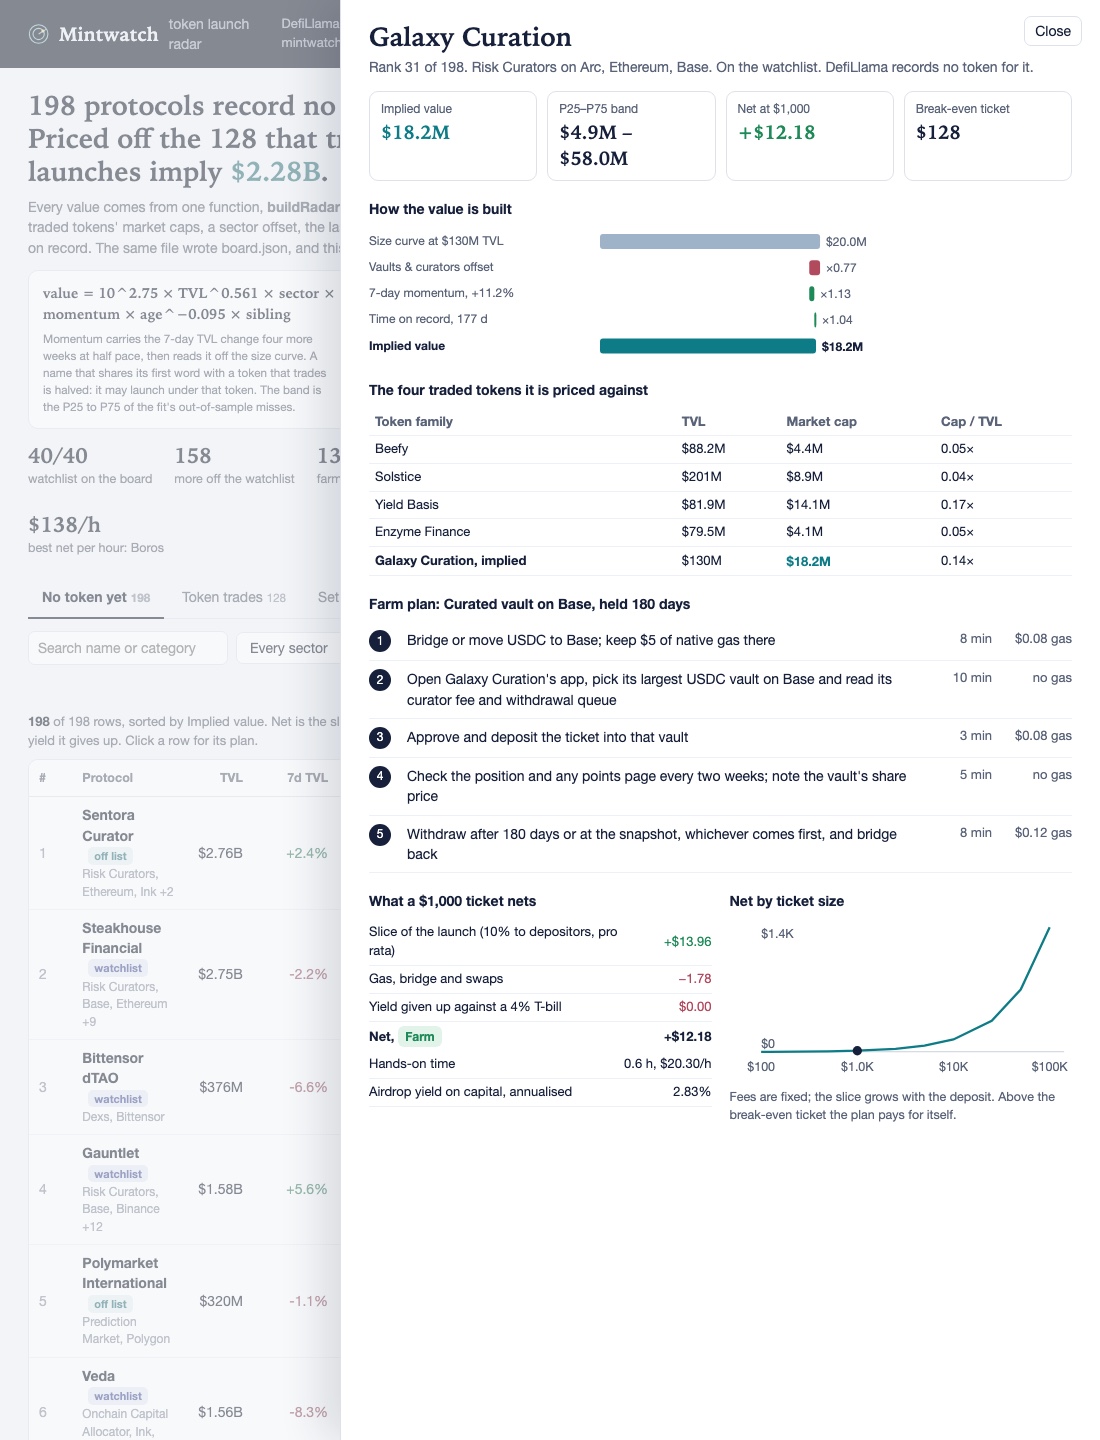 Mintwatch
token launch
radar
DefiLlama
mintwatch
198 protocols record no
Priced off the 128 that tr
launches imply $2.28B.
Every value comes from one function, buildRadar
traded tokens' market caps, a sector offset, the la
on record. The same file wrote board.json, and this
value = 10^2.75 × TVL^0.561 × sector ×
momentum × age^−0.095 × sibling
Momentum carries the 7-day TVL change four more
weeks at half pace, then reads it off the size curve. A
name that shares its first word with a token that trades
is halved: it may launch under that token. The band is
the P25 to P75 of the fit's out-of-sample misses.
40/40
watchlist on the board
158
more off the watchlist
13
farm
$138/h
best net per hour: Boros
No token yet 198
Token trades 128
Set
Search name or category
Every sector
198 of 198 rows, sorted by Implied value. Net is the sl
yield it gives up. Click a row for its plan.
# Protocol TVL 7d TVL
1 Sentora Curator off list $2.76B +2.4%
Risk Curators, Ethereum, Ink +2
2 Steakhouse Financial watchlist $2.75B -2.2%
Risk Curators, Base, Ethereum +9
3 Bittensor dTAO watchlist $376M -6.6%
Dexs, Bittensor
4 Gauntlet watchlist $1.58B +5.6%
Risk Curators, Base, Binance +12
5 Polymarket International off list $320M -1.1%
Prediction Market, Polygon
6 Veda watchlist $1.56B -8.3%
Onchain Capital Allocator, Ink,
Galaxy Curation
Close
Rank 31 of 198. Risk Curators on Arc, Ethereum, Base. On the watchlist. DefiLlama records no token for it.
Implied value
$18.2M
P25–P75 band
$4.9M –
$58.0M
Net at $1,000
+$12.18
Break-even ticket
$128
How the value is built
Size curve at $130M TVL $20.0M
Vaults & curators offset ×0.77
7-day momentum, +11.2% ×1.13
Time on record, 177 d ×1.04
Implied value $18.2M
The four traded tokens it is priced against
Token family TVL Market cap Cap / TVL
Beefy $88.2M $4.4M 0.05×
Solstice $201M $8.9M 0.04×
Yield Basis $81.9M $14.1M 0.17×
Enzyme Finance $79.5M $4.1M 0.05×
Galaxy Curation, implied $130M $18.2M 0.14×
Farm plan: Curated vault on Base, held 180 days
1 Bridge or move USDC to Base; keep $5 of native gas there 8 min $0.08 gas
2 Open Galaxy Curation's app, pick its largest USDC vault on Base and read its 10 min no gas
curator fee and withdrawal queue
3 Approve and deposit the ticket into that vault 3 min $0.08 gas
4 Check the position and any points page every two weeks; note the vault's share 5 min no gas
price
5 Withdraw after 180 days or at the snapshot, whichever comes first, and bridge 8 min $0.12 gas
back
What a $1,000 ticket nets
Slice of the launch (10% to depositors, pro +$13.96
rata)
Gas, bridge and swaps −1.78
Yield given up against a 4% T-bill $0.00
Net, Farm +$12.18
Hands-on time 0.6 h, $20.30/h
Airdrop yield on capital, annualised 2.83%
Net by ticket size
$1.4K
$0
$100 $1.0K $10K $100K
Fees are fixed; the slice grows with the deposit. Above the
break-even ticket the plan pays for itself.